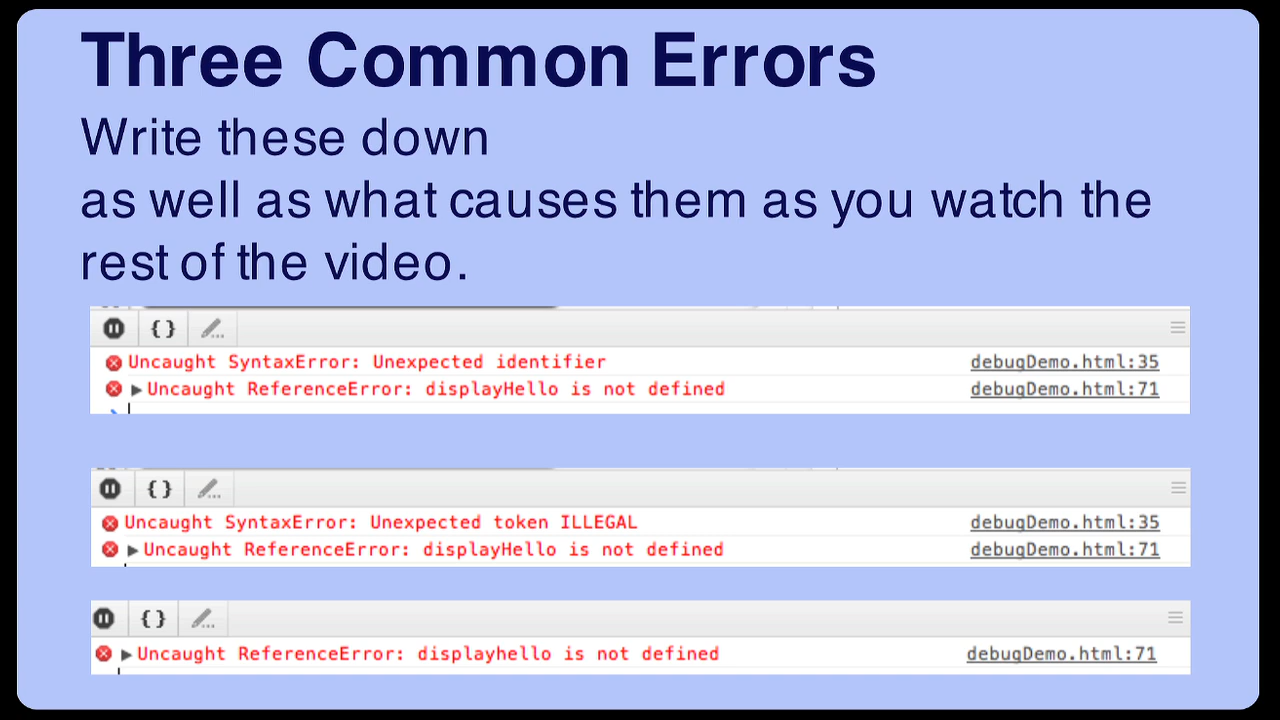 Three Common Errors
Write these down
as well as what causes them as you watch the
rest of the video.
{}
Uncaught SyntaxError: Unexpected identifier debugDemo.html:35
Uncaught ReferenceError: displayHello is not defined debugDemo.html:71
{}
Uncaught SyntaxError: Unexpected token ILLEGAL debugDemo.html:35
Uncaught ReferenceError: displayHello is not defined debugDemo.html:71
{}
Uncaught ReferenceError: displayhello is not defined debugDemo.html:71